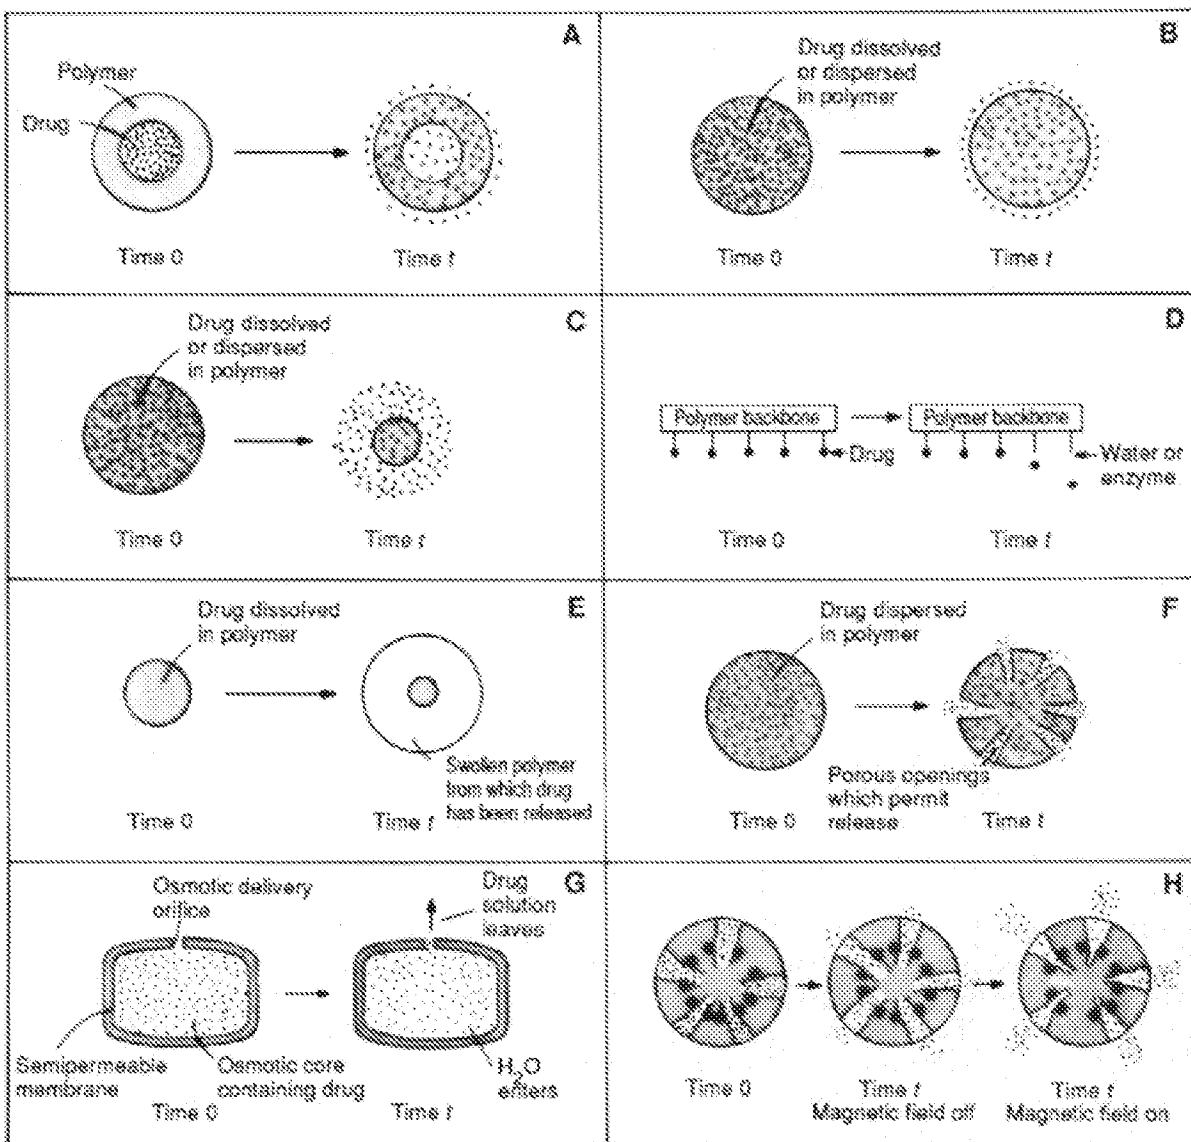 A
Polymer
Drug
Time 0
Time t
B
Drug dissolved
or dispersed
in polymer
Time 0
Time t
C
Drug dissolved
or dispersed
in polymer
Time 0
Time t
D
Polymer backbone
Drug
Polymer backbone
Water or
enzyme
Time 0
Time t
E
Drug dissolved
in polymer
Swollen polymer
from which drug
has been released
Time 0
Time t
F
Drug dispersed
in polymer
Porous openings
which permit
release
Time 0
Time t
G
Osmotic delivery
orifice
Drug
solution
leaves
Semipermeable
membrane
Osmotic core
containing drug
H₂O
enters
Time 0
Time t
H
Time 0
Time t
Magnetic field off
Time t
Magnetic field on